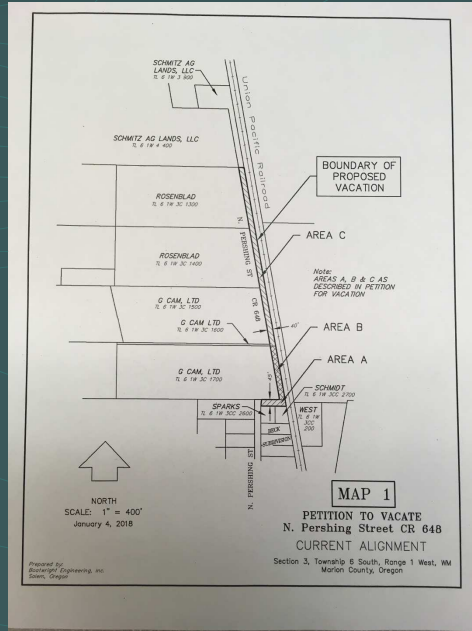 SCHMITZ AG
LANDS, LLC
TL 6 1W 3 900
Union Pacific Railroad
SCHMITZ AG LANDS, LLC
TL 6 1W 4 400
BOUNDARY OF
PROPOSED
VACATION
ROSENBLAD
TL 6 1W 3C 1300
N. PERSHING ST CR 648
AREA C
ROSENBLAD
TL 6 1W 3C 1400
Note:
AREAS A, B & C AS
DESCRIBED IN PETITION
FOR VACATION
G CAM, LTD
TL 6 1W 3C 1500
G CAM LTD
TL 6 1W 3C 1600
40'
AREA B
AREA A
G CAM, LTD
TL 6 1W 3C 1700
45'
SCHMIDT
TL 6 1W 3CC 2700
SPARKS
TL 6 1W 3CC 2600
WEST
TL 6 1W
3CC
200
SUBDIVISION
N. PERSHING ST
NORTH
SCALE: 1" = 400'
January 4, 2018
MAP 1
PETITION TO VACATE
N. Pershing Street CR 648
CURRENT ALIGNMENT
Section 3, Township 6 South, Range 1 West, WM
Marion County, Oregon
Prepared by:
Boatwright Engineering, Inc.
Salem, Oregon